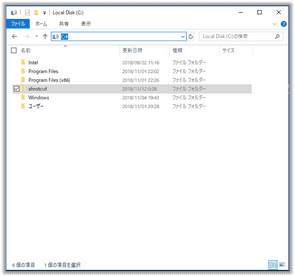 Local Disk (C:)
ファイル ホーム 共有 表示
C:¥ Local Disk (C:)の検索
名前 更新日時 種類 サイズ
Intel 2018/08/22 11:16 ファイル フォルダー
Program Files 2018/11/01 22:02 ファイル フォルダー
Program Files (x86) 2018/11/01 22:26 ファイル フォルダー
shrotcuit 2018/11/12 0:28 ファイル フォルダー
Windows 2018/11/04 19:43 ファイル フォルダー
ユーザー 2018/11/01 20:28 ファイル フォルダー
6 個の項目 1 個の項目を選択